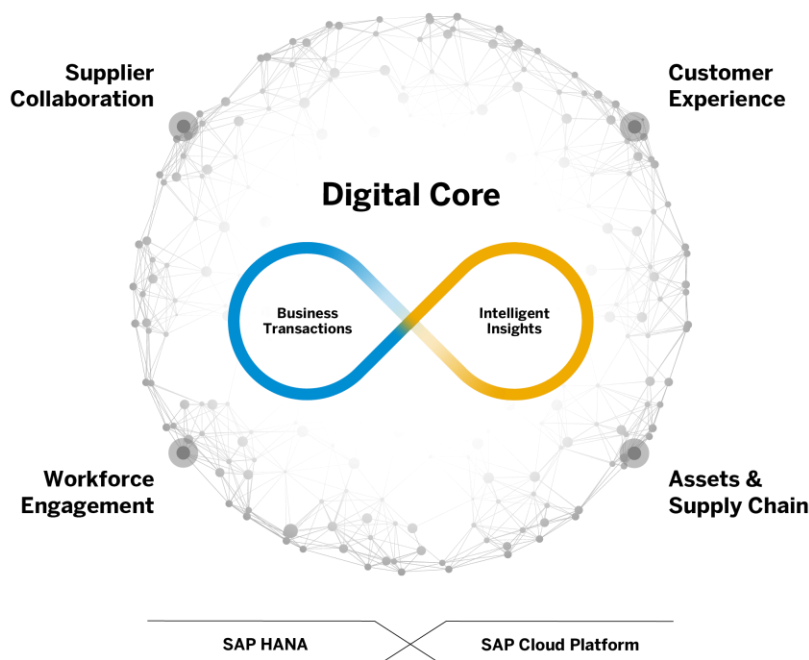 Supplier
Collaboration
Customer
Experience
Digital Core
Business
Transactions
Intelligent
Insights
Workforce
Engagement
Assets &
Supply Chain
SAP HANA
SAP Cloud Platform